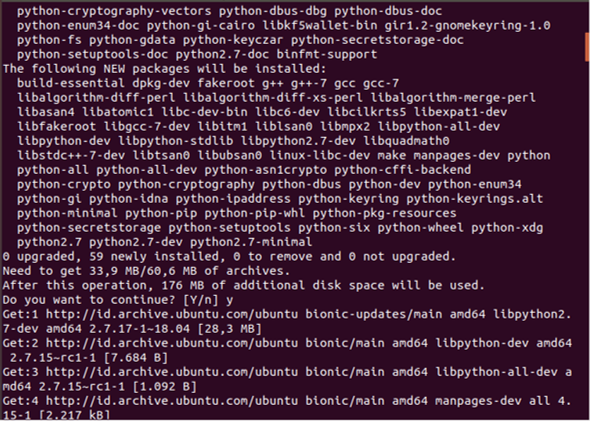 python-cryptography-vectors python-dbus-dbg python-dbus-doc
python-enum34-doc python-gi-cairo libkf5wallet-bin gir1.2-gnomekeyring-1.0
python-fs python-gdata python-keyczar python-secretstorage-doc
python-setuptools-doc python2.7-doc binfmt-support
The following NEW packages will be installed:
build-essential dpkg-dev fakeroot g++ g++-7 gcc gcc-7
libalgorithm-diff-perl libalgorithm-diff-xs-perl libalgorithm-merge-perl
libasan4 libatomic1 libc-dev-bin libc6-dev libcilkrts5 libexpat1-dev
libfakeroot libgcc-7-dev libitm1 liblsan0 libmpx2 libpython-all-dev
libpython-dev libpython-stdlib libpython2.7-dev libquadmath0
libstdc++-7-dev libtsan0 libubsan0 linux-libc-dev make manpages-dev python
python-all python-all-dev python-asn1crypto python-cffi-backend
python-crypto python-cryptography python-dbus python-dev python-enum34
python-gi python-idna python-ipaddress python-keyring python-keyrings.alt
python-minimal python-pip python-pip-whl python-pkg-resources
python-secretstorage python-setuptools python-six python-wheel python-xdg
python2.7 python2.7-dev python2.7-minimal
0 upgraded, 59 newly installed, 0 to remove and 0 not upgraded.
Need to get 33,9 MB/60,6 MB of archives.
After this operation, 176 MB of additional disk space will be used.
Do you want to continue? [Y/n] y
Get:1 http://id.archive.ubuntu.com/ubuntu bionic-updates/main amd64 libpython2.
7-dev amd64 2.7.17-1~18.04 [28,3 MB]
Get:2 http://id.archive.ubuntu.com/ubuntu bionic/main amd64 libpython-dev amd64
2.7.15~rc1-1 [7.684 B]
Get:3 http://id.archive.ubuntu.com/ubuntu bionic/main amd64 libpython-all-dev a
md64 2.7.15~rc1-1 [1.092 B]
Get:4 http://id.archive.ubuntu.com/ubuntu bionic/main amd64 manpages-dev all 4.
15-1 [2.217 kB]